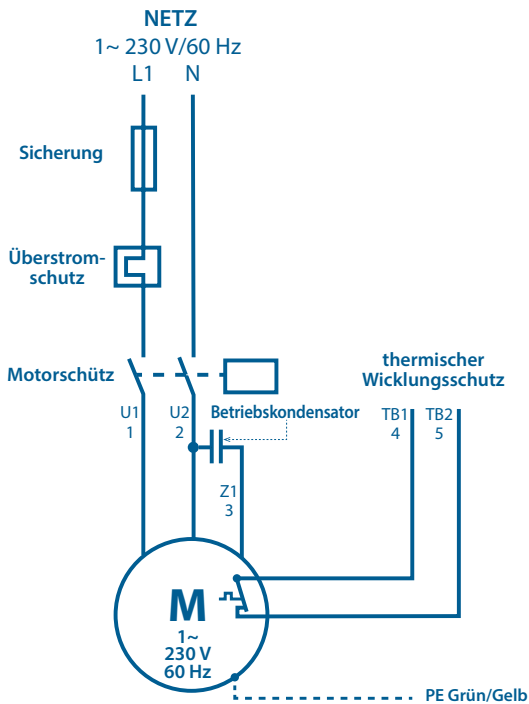 NETZ
1~ 230 V/60 Hz
L1 N
Sicherung
Überstrom-
schutz
Motorschütz
thermischer
Wicklungsschutz
U1 U2 Betriebskondensator TB1 TB2
1 2 4 5
Z1
3
M
1~
230 V
60 Hz
PE Grün/Gelb